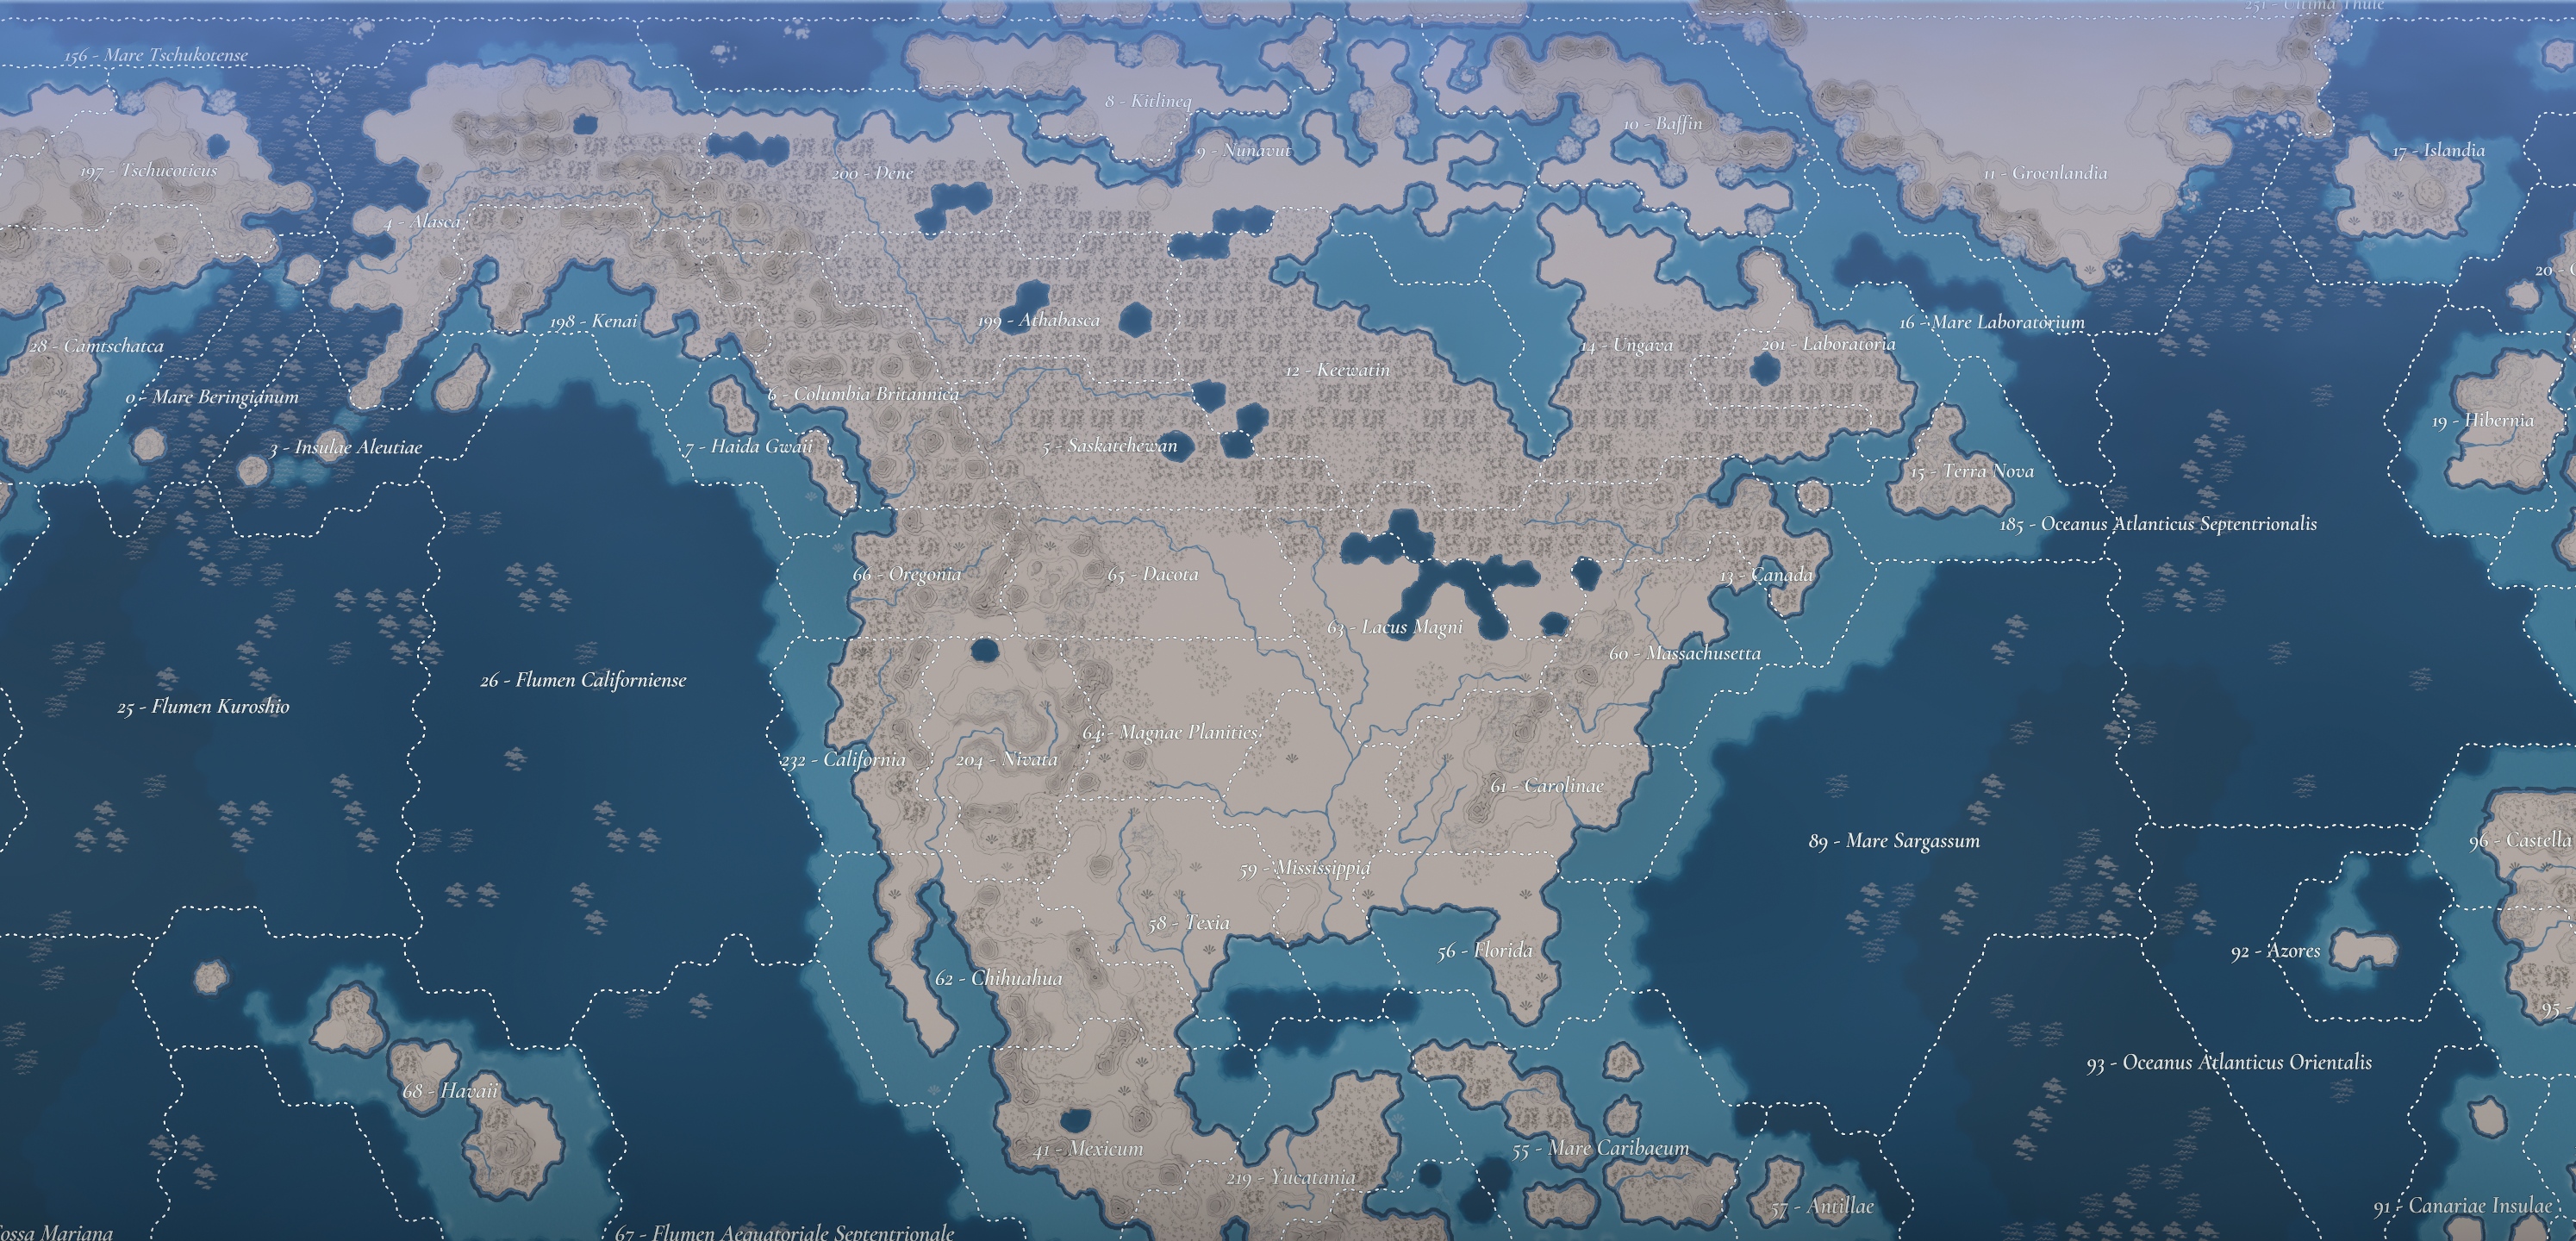 251 - Ultima Thule
156 - Mare Tschukotense
8 - Kitlineq
10 - Baffin
9 - Nunavut
17 - Islandia
197 - Tschucoticus
200 - Dene
11 - Groenlandia
4 - Alasca
20 -
198 - Kenai
199 - Athabasca
16 - Mare Laboratorium
28 - Camtschatca
14 - Ungava
201 - Laboratoria
12 - Keewatin
0 - Mare Beringianum
6 - Columbia Britannica
19 - Hibernia
3 - Insulae Aleutiae
7 - Haida Gwaii
5 - Saskatchewan
15 - Terra Nova
185 - Oceanus Atlanticus Septentrionalis
66 - Oregonia
65 - Dacota
13 - Canada
63 - Lacus Magni
60 - Massachusetta
26 - Flumen Californiense
25 - Flumen Kuroshio
64 - Magnae Planities
232 - California
204 - Nivata
61 - Carolinae
89 - Mare Sargassum
96 - Castella
59 - Mississippia
58 - Texia
56 - Florida
92 - Azores
62 - Chihuahua
95 -
93 - Oceanus Atlanticus Orientalis
68 - Havaii
41 - Mexicum
55 - Mare Caribaeum
219 - Yucatania
57 - Antillae
91 - Canariae Insulae
ossa Mariana
67 - Flumen Aequatoriale Septentrionale